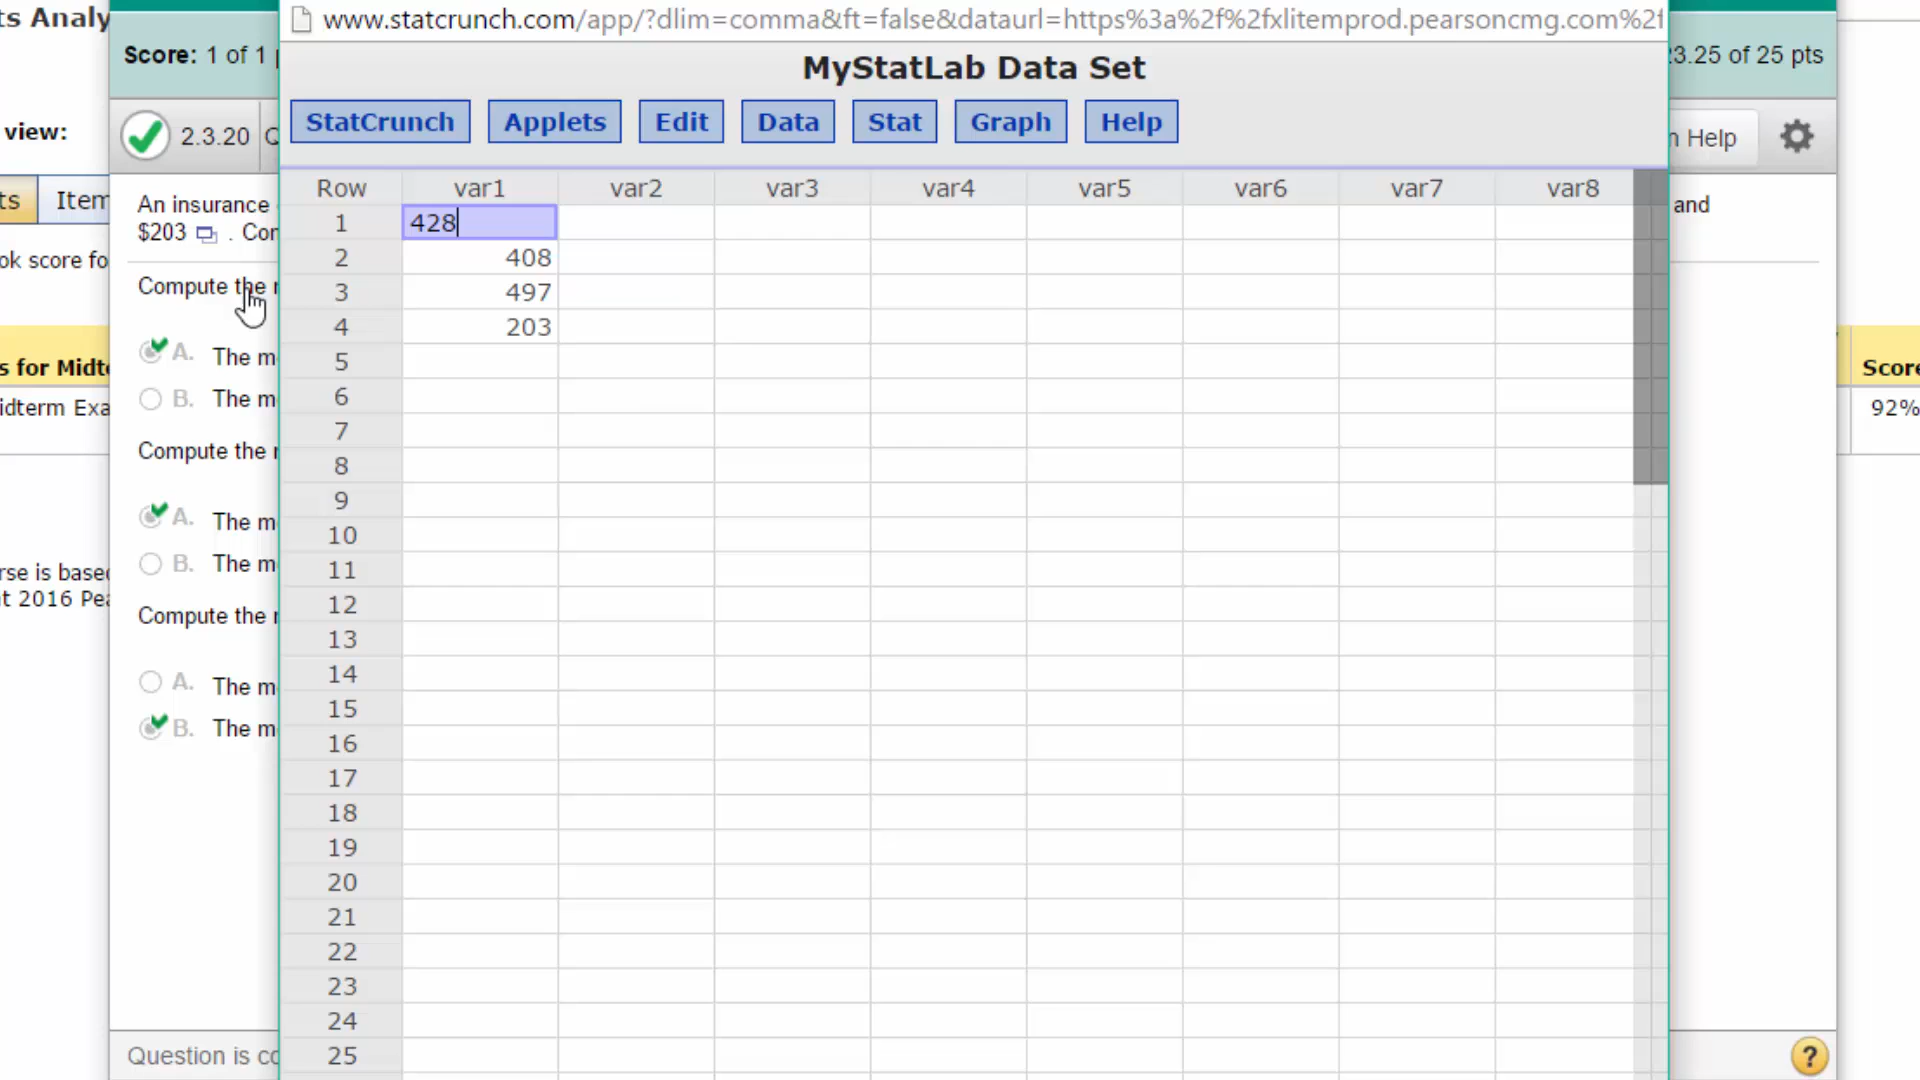 ts Analy
www.statcrunch.com/app/?dlim=comma&ft=false&dataurl=https%3a%2f%2fxlitemprod.pearsoncmg.com%2f
Score: 1 of 1
23.25 of 25 pts
MyStatLab Data Set
view:
2.3.20
StatCrunch Applets Edit Data Stat Graph Help
Help
ts
Item
An insurance
and
$203 . Con
ok score fo
Compute the
Row var1 var2 var3 var4 var5 var6 var7 var8
1 428
2 408
3 497
4 203
5
6
7
8
9
10
11
12
13
14
15
16
17
18
19
20
21
22
23
24
25
A. The m
B. The m
s for Midt
Score
idterm Exa
92%
Compute the
A. The m
B. The m
rse is based
t 2016 Pea
Compute the
A. The m
B. The m
Question is co
?